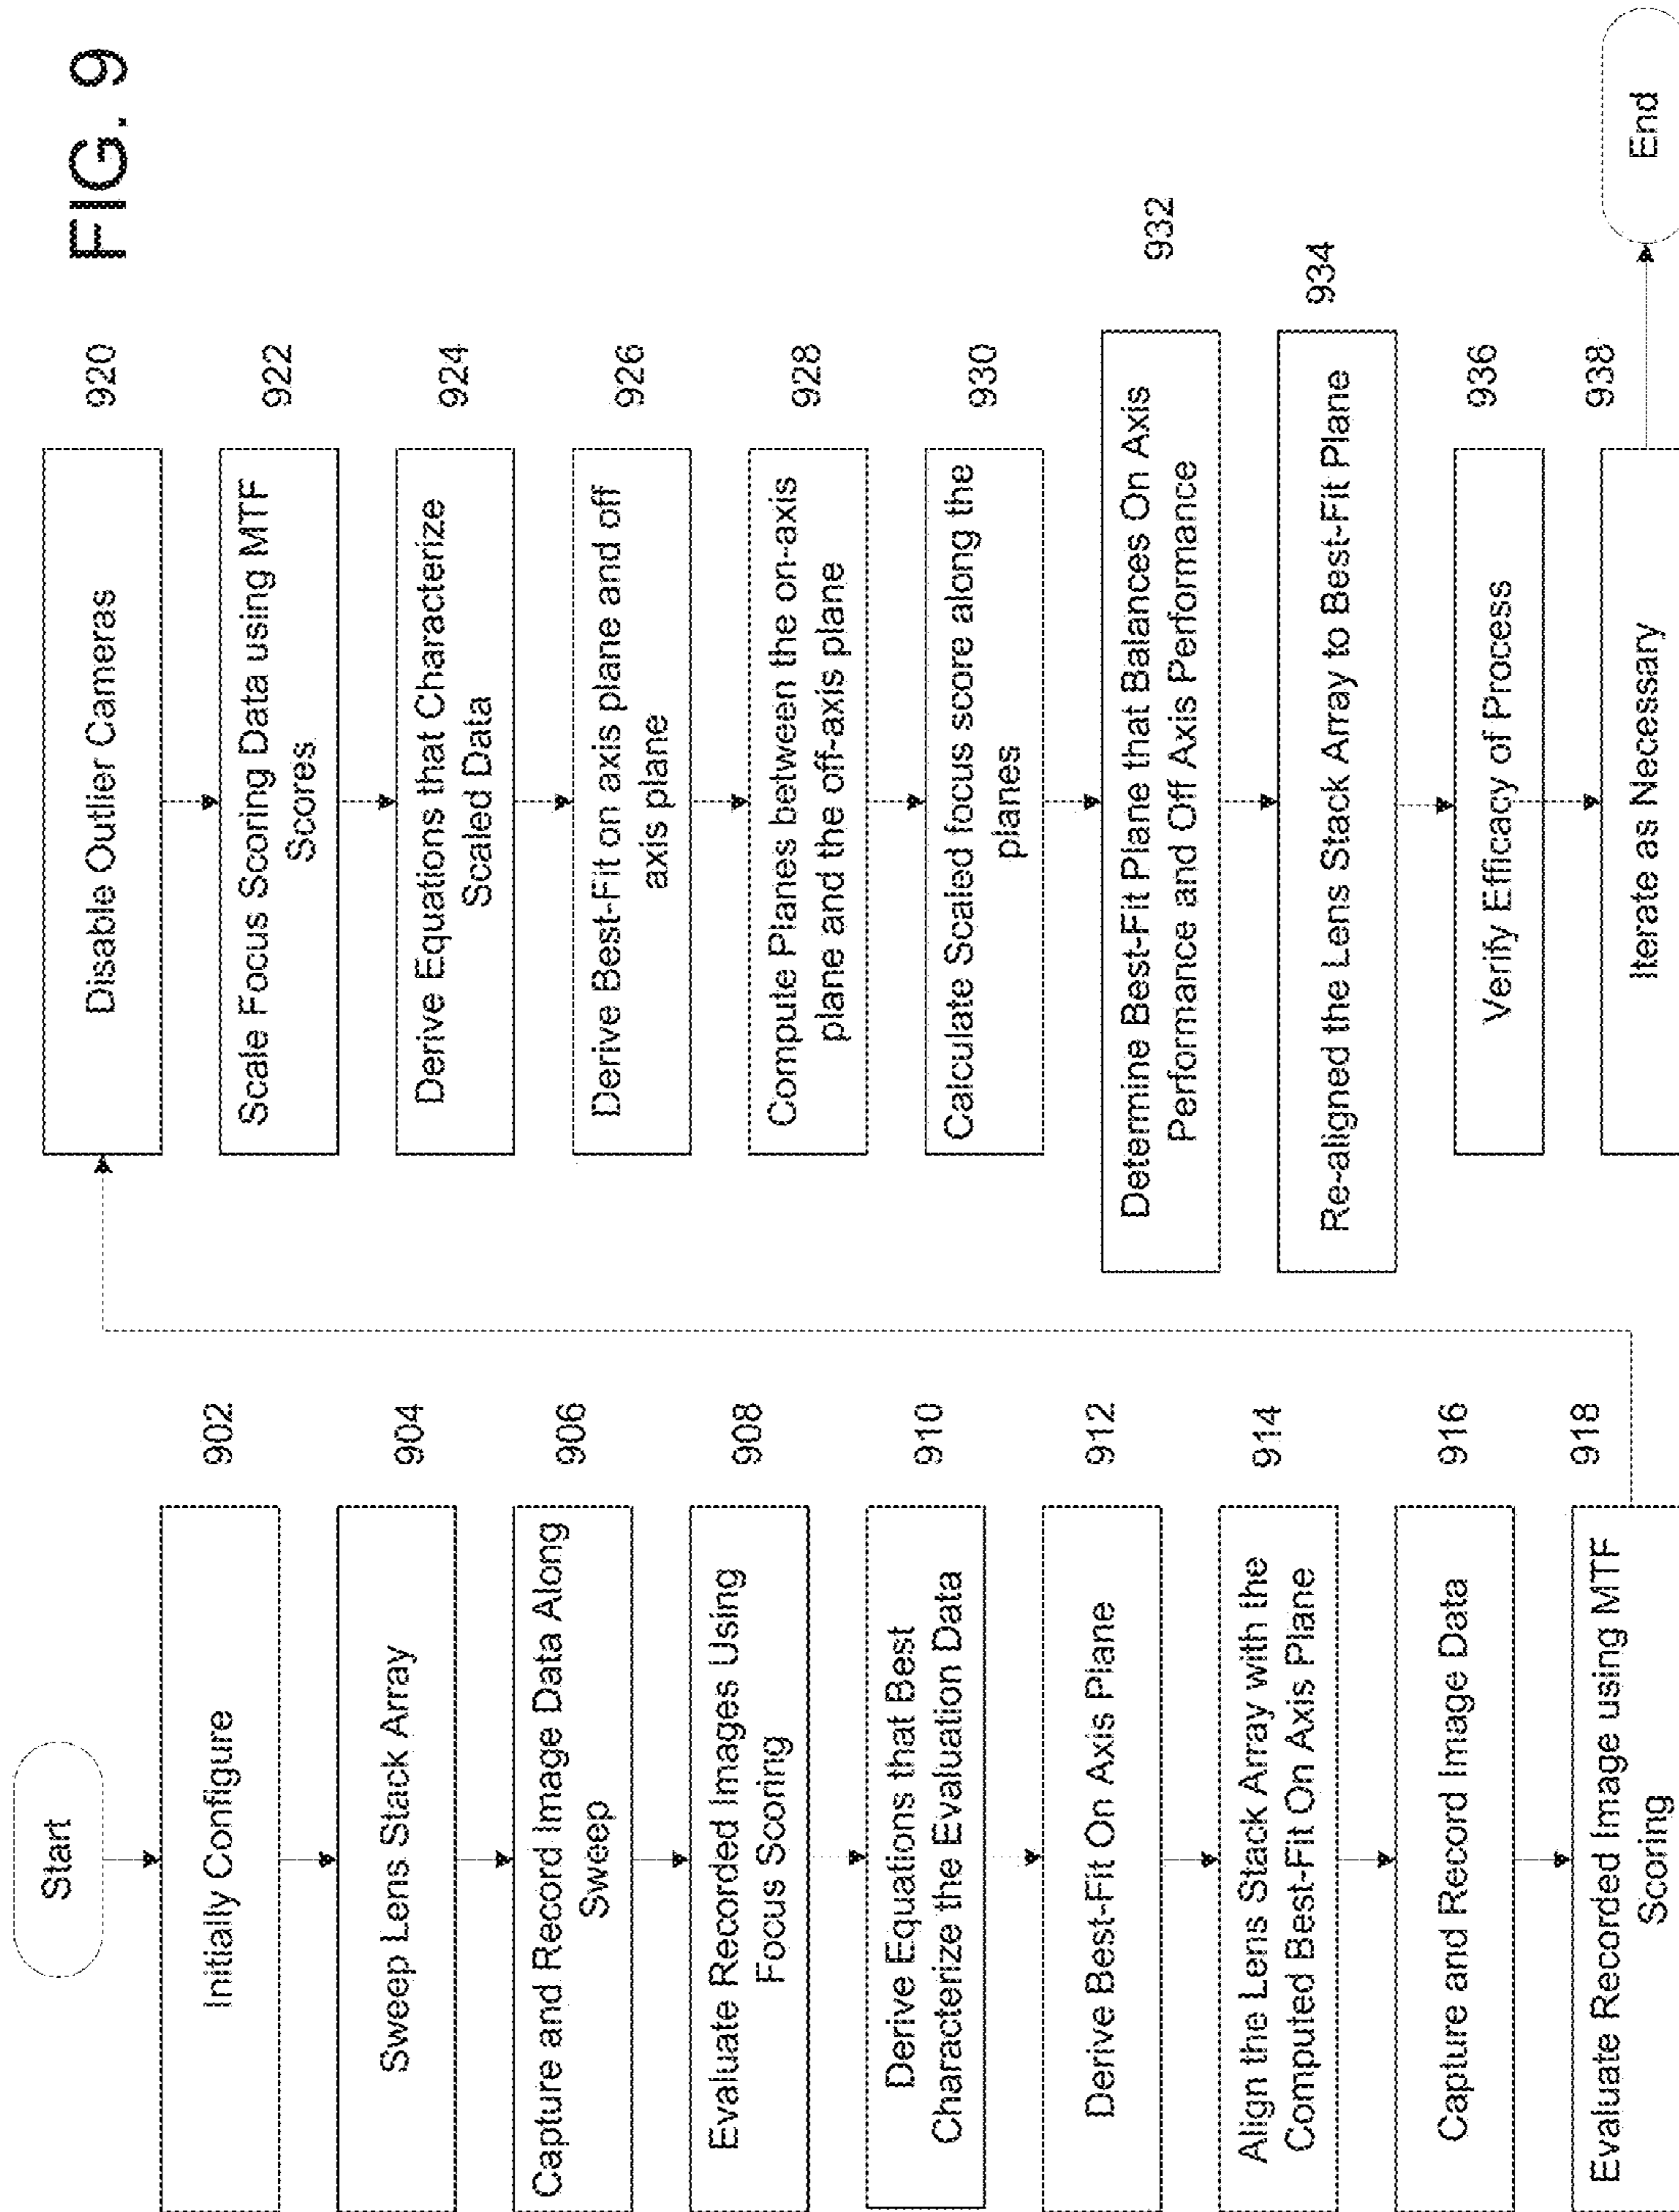 FIG. 9
Start
Initially Configure
902
Sweep Lens Stack Array
904
Capture and Record Image Data Along
Sweep
906
Evaluate Recorded Images Using
Focus Scoring
908
Derive Equations that Best
Characterize the Evaluation Data
910
Derive Best-Fit On Axis Plane
912
Align the Lens Stack Array with the
Computed Best-Fit On Axis Plane
914
Capture and Record Image Data
916
Evaluate Recorded Image using MTF
Scoring
918
Disable Outlier Cameras
920
Scale Focus Scoring Data using MTF
Scores
922
Derive Equations that Characterize
Scaled Data
924
Derive Best-Fit on axis plane and off
axis plane
926
Compute Planes between the on-axis
plane and the off-axis plane
928
Calculate Scaled focus score along the
planes
930
Determine Best-Fit Plane that Balances On Axis
Performance and Off Axis Performance
932
Re-aligned the Lens Stack Array to Best-Fit Plane
934
Verify Efficacy of Process
936
Iterate as Necessary
938
End